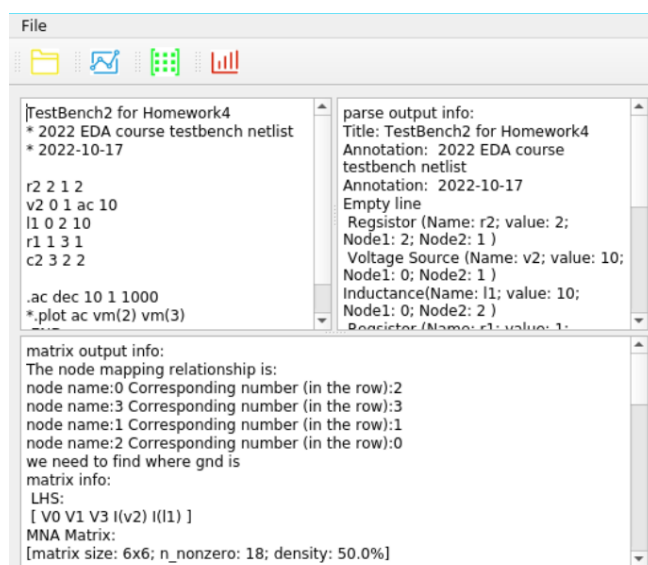 File
TestBench2 for Homework4
* 2022 EDA course testbench netlist
* 2022-10-17
r2 2 1 2
v2 0 1 ac 10
l1 0 2 10
r1 1 3 1
c2 3 2 2
.ac dec 10 1 1000
*.plot ac vm(2) vm(3)
parse output info:
Title: TestBench2 for Homework4
Annotation:  2022 EDA course
testbench netlist
Annotation:  2022-10-17
Empty line
Regsistor (Name: r2; value: 2;
Node1: 2; Node2: 1 )
Voltage Source (Name: v2; value: 10;
Node1: 0; Node2: 1 )
Inductance(Name: l1; value: 10;
Node1: 0; Node2: 2 )
Regsistor (Name: r1; value: 1;
matrix output info:
The node mapping relationship is:
node name:0 Corresponding number (in the row):2
node name:3 Corresponding number (in the row):3
node name:1 Corresponding number (in the row):1
node name:2 Corresponding number (in the row):0
we need to find where gnd is
matrix info:
LHS:
[ V0 V1 V3 I(v2) I(l1) ]
MNA Matrix:
[matrix size: 6x6; n_nonzero: 18; density: 50.0%]